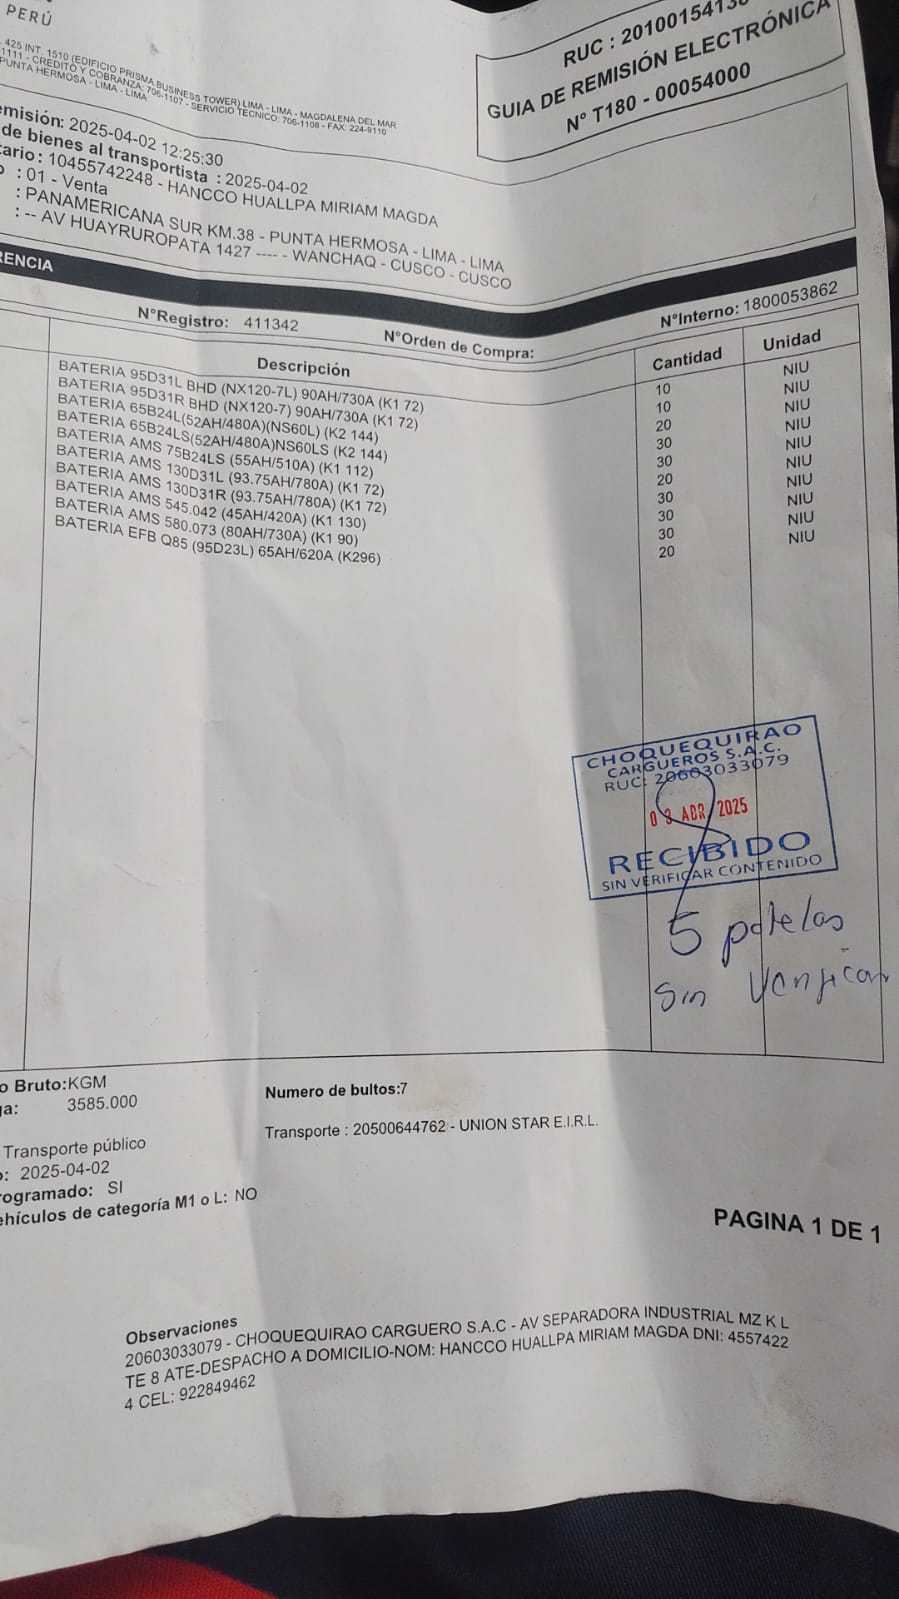 PERÚ
RUC : 2010015413
GUIA DE REMISIÓN ELECTRÓNICA
N° T180 - 00054000
425 INT. 1510 (EDIFICIO PRISMA BUSINESS TOWER) LIMA - LIMA - MAGDALENA DEL MAR
1111 - CREDITO Y COBRANZA: 706-1107 - SERVICIO TECNICO: 706-1108 - FAX: 224-9110
PUNTA HERMOSA - LIMA - LIMA
emisión: 2025-04-02 12:25:30
de bienes al transportista : 2025-04-02
tario : 10455742248 - HANCCO HUALLPA MIRIAM MAGDA
o : 01 - Venta
: PANAMERICANA SUR KM.38 - PUNTA HERMOSA - LIMA - LIMA
: -- AV HUAYRUROPATA 1427 ---- - WANCHAQ - CUSCO - CUSCO
RENCIA
N°Registro: 411342 N°Orden de Compra: N°Interno: 1800053862
Descripción Cantidad Unidad
BATERIA 95D31L BHD (NX120-7L) 90AH/730A (K1 72) 10 NIU
BATERIA 95D31R BHD (NX120-7) 90AH/730A (K1 72) 10 NIU
BATERIA 65B24L(52AH/480A)(NS60L) (K2 144) 20 NIU
BATERIA 65B24LS(52AH/480A)NS60LS (K2 144) 30 NIU
BATERIA AMS 75B24LS (55AH/510A) (K1 112) 30 NIU
BATERIA AMS 130D31L (93.75AH/780A) (K1 72) 20 NIU
BATERIA AMS 130D31R (93.75AH/780A) (K1 72) 30 NIU
BATERIA AMS 545.042 (45AH/420A) (K1 130) 30 NIU
BATERIA AMS 580.073 (80AH/730A) (K1 90) 30 NIU
BATERIA EFB Q85 (95D23L) 65AH/620A (K296) 20 NIU
CHOQUEQUIRAO
CARGUEROS S.A.C.
RUC: 20603033079
03 ABR. 2025
RECIBIDO
SIN VERIFICAR CONTENIDO
5 patelas
Sin Verificar
o Bruto:KGM
ga: 3585.000
Numero de bultos:7
Transporte : 20500644762 - UNION STAR E.I.R.L.
Transporte público
o: 2025-04-02
rogramado: SI
ehículos de categoría M1 o L: NO
PAGINA 1 DE 1
Observaciones
20603033079 - CHOQUEQUIRAO CARGUERO S.A.C - AV SEPARADORA INDUSTRIAL MZ K L
TE 8 ATE-DESPACHO A DOMICILIO-NOM: HANCCO HUALLPA MIRIAM MAGDA DNI: 4557422
4 CEL: 922849462